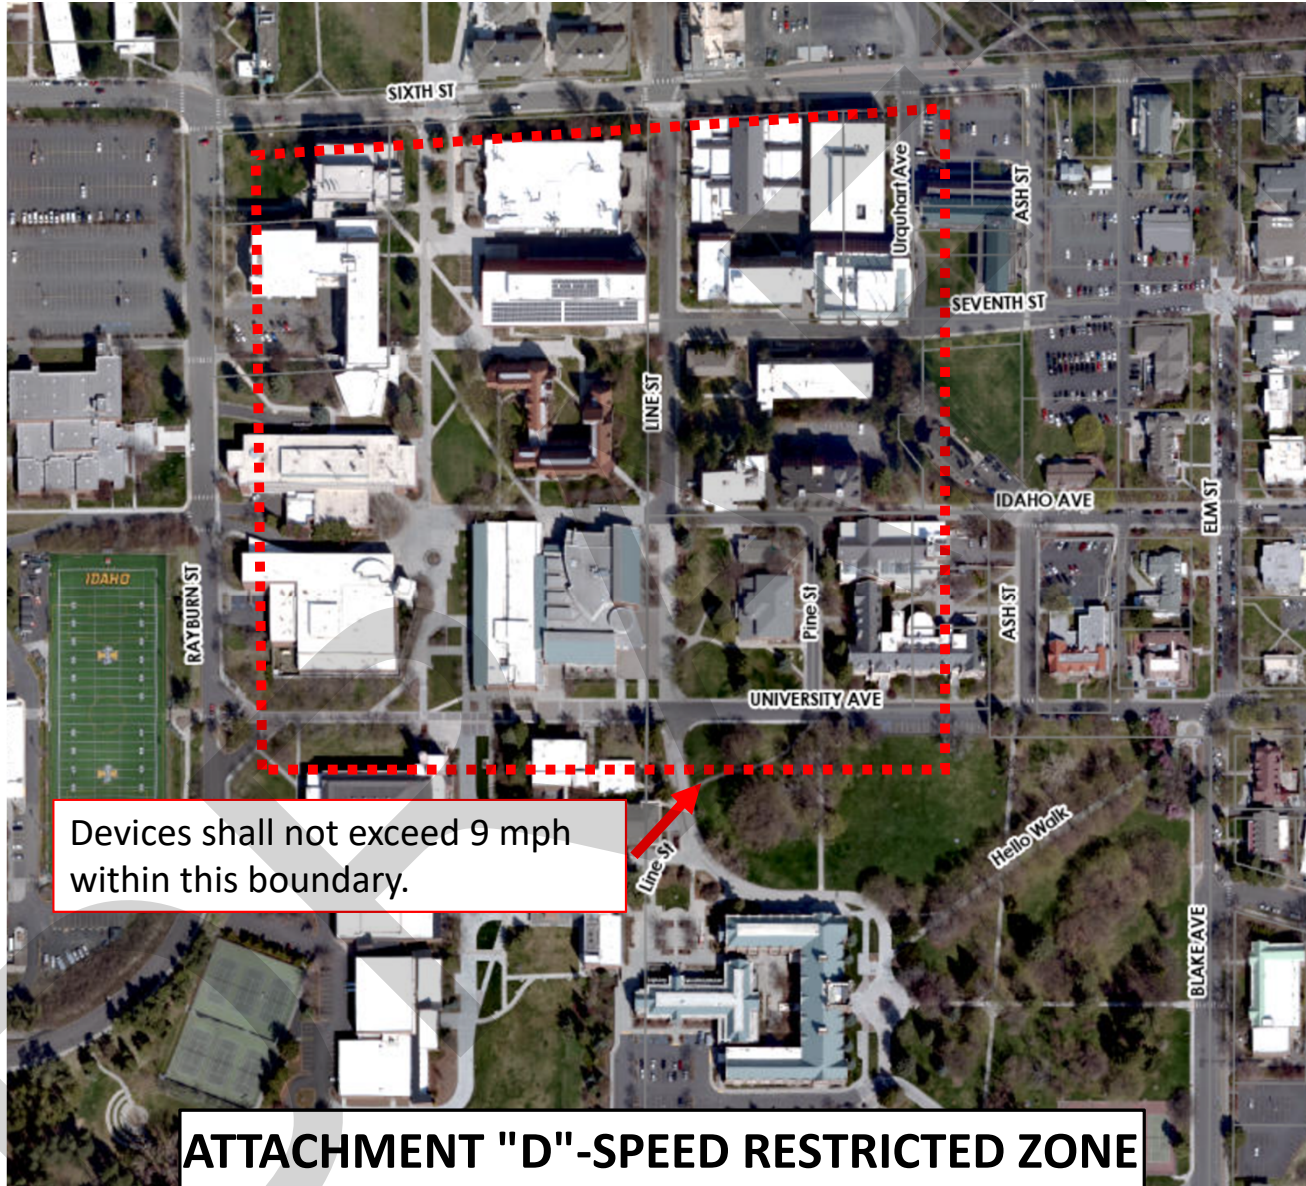 SIXTH ST
Urquhart Ave
ASH ST
SEVENTH ST
LINE ST
IDAHO AVE
ELM ST
IDAHO
RAYBURN ST
Pine St
ASH ST
UNIVERSITY AVE
Devices shall not exceed 9 mph
within this boundary.
Line St
Hello Walk
BLAKE AVE
ATTACHMENT "D"-SPEED RESTRICTED ZONE